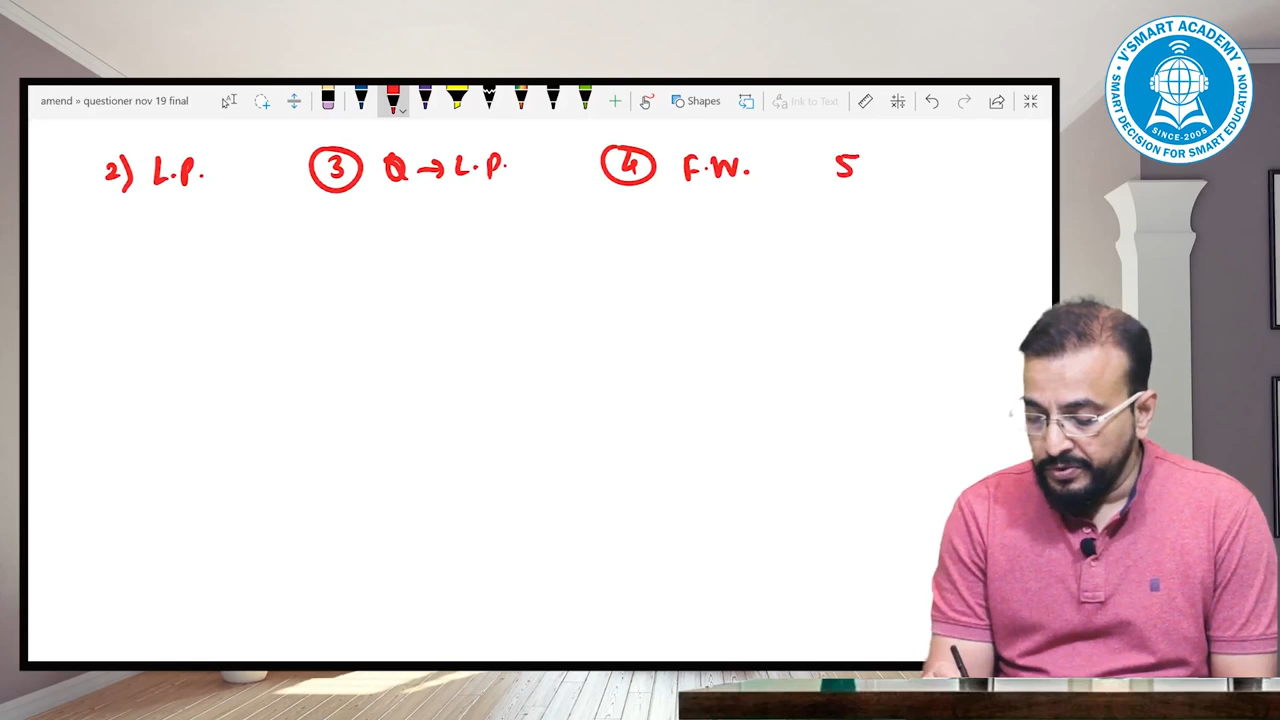 V'SMART ACADEMY
SMART DECISION FOR SMART EDUCATION
SINCE-2005
amend » questioner nov 19 final
Shapes
Ink to Text
2) L.P. ③ Q → L.P. ④ F.W. 5